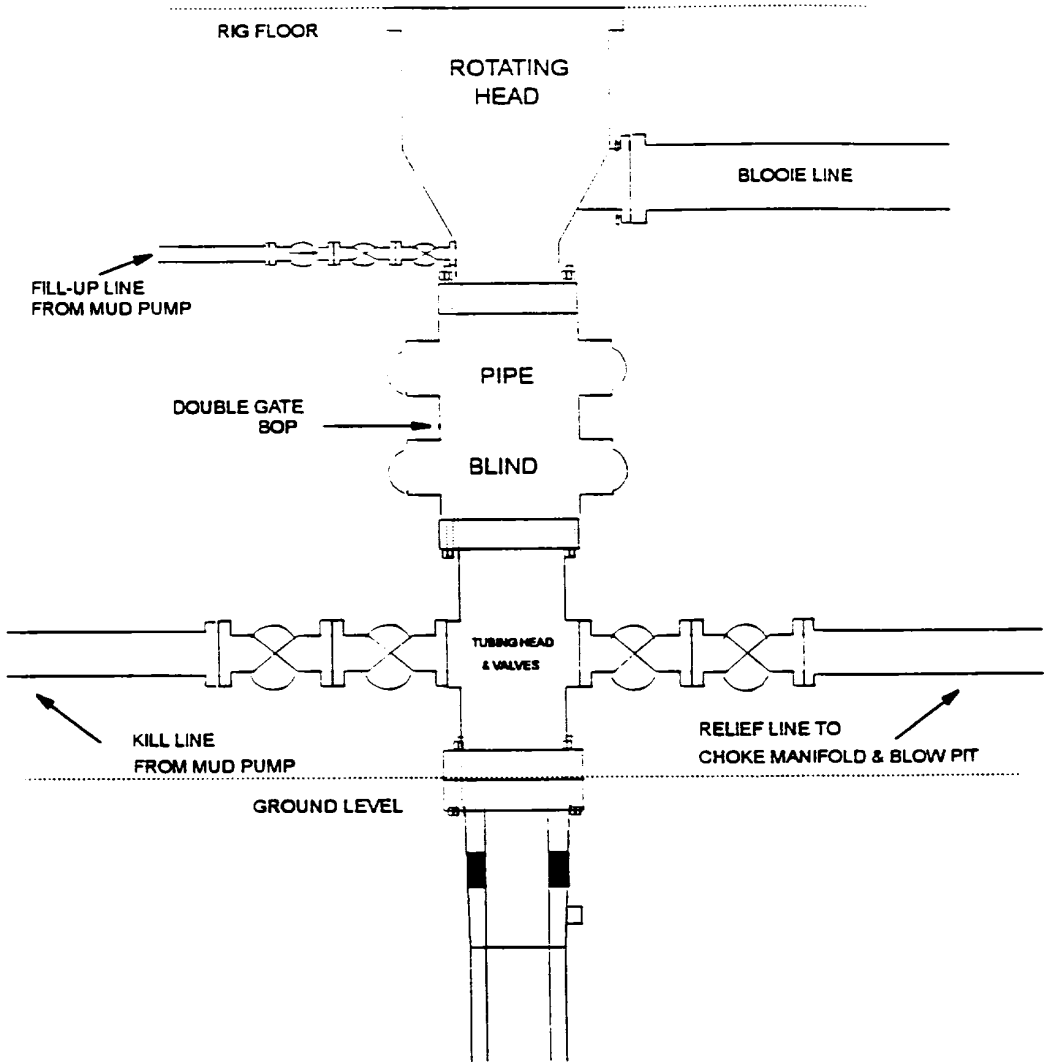 RIG FLOOR
ROTATING
HEAD
BLOOIE LINE
FILL-UP LINE
FROM MUD PUMP
PIPE
DOUBLE GATE
BOP
BLIND
TUBING HEAD
& VALVES
KILL LINE
FROM MUD PUMP
RELIEF LINE TO
CHOKE MANIFOLD & BLOW PIT
GROUND LEVEL